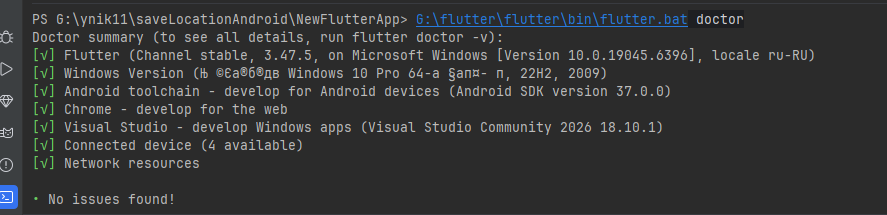 PS G:\ynik11\saveLocationAndroid\NewFlutterApp> G:\flutter\flutter\bin\flutter.bat doctor
Doctor summary (to see all details, run flutter doctor -v):
[√] Flutter (Channel stable, 3.47.5, on Microsoft Windows [Version 10.0.19045.6396], locale ru-RU)
[√] Windows Version (Њ ©Єа®б®дв Windows 10 Pro 64-а §ап¤- п, 22H2, 2009)
[√] Android toolchain - develop for Android devices (Android SDK version 37.0.0)
[√] Chrome - develop for the web
[√] Visual Studio - develop Windows apps (Visual Studio Community 2026 18.10.1)
[√] Connected device (4 available)
[√] Network resources
• No issues found!